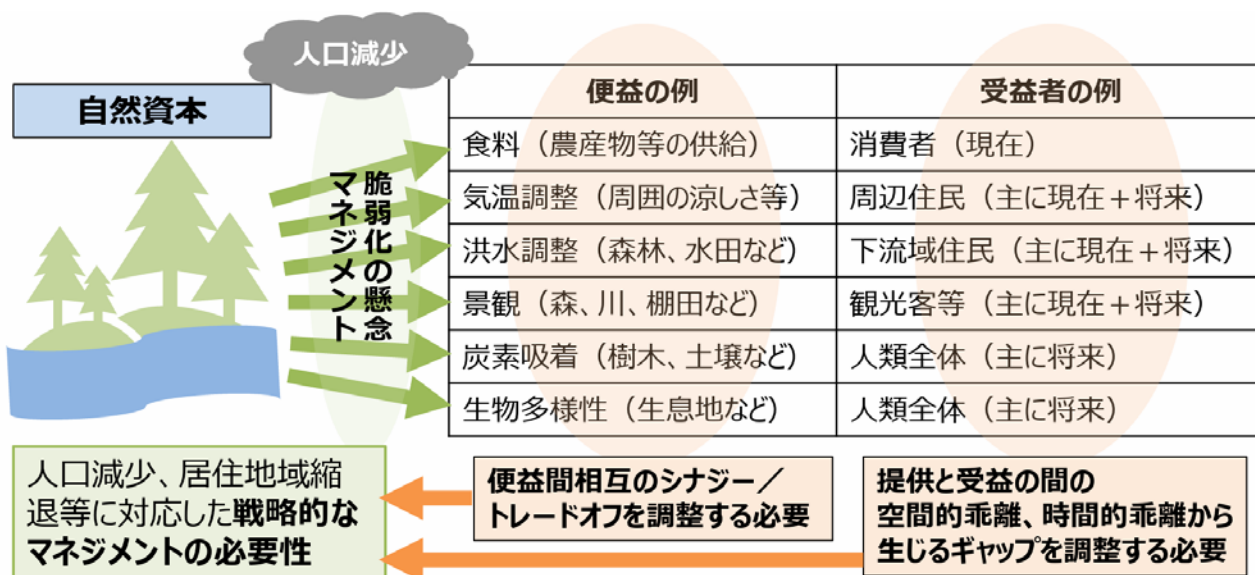 人口減少
自然資本
マネジメント
脆弱化の懸念
便益の例 受益者の例
食料（農産物等の供給） 消費者（現在）
気温調整（周囲の涼しさ等） 周辺住民（主に現在＋将来）
洪水調整（森林、水田など） 下流域住民（主に現在＋将来）
景観（森、川、棚田など） 観光客等（主に現在＋将来）
炭素吸着（樹木、土壌など） 人類全体（主に将来）
生物多様性（生息地など） 人類全体（主に将来）
人口減少、居住地域縮
退等に対応した戦略的な
マネジメントの必要性
便益間相互のシナジー／
トレードオフを調整する必要
提供と受益の間の
空間的乖離、時間的乖離から
生じるギャップを調整する必要